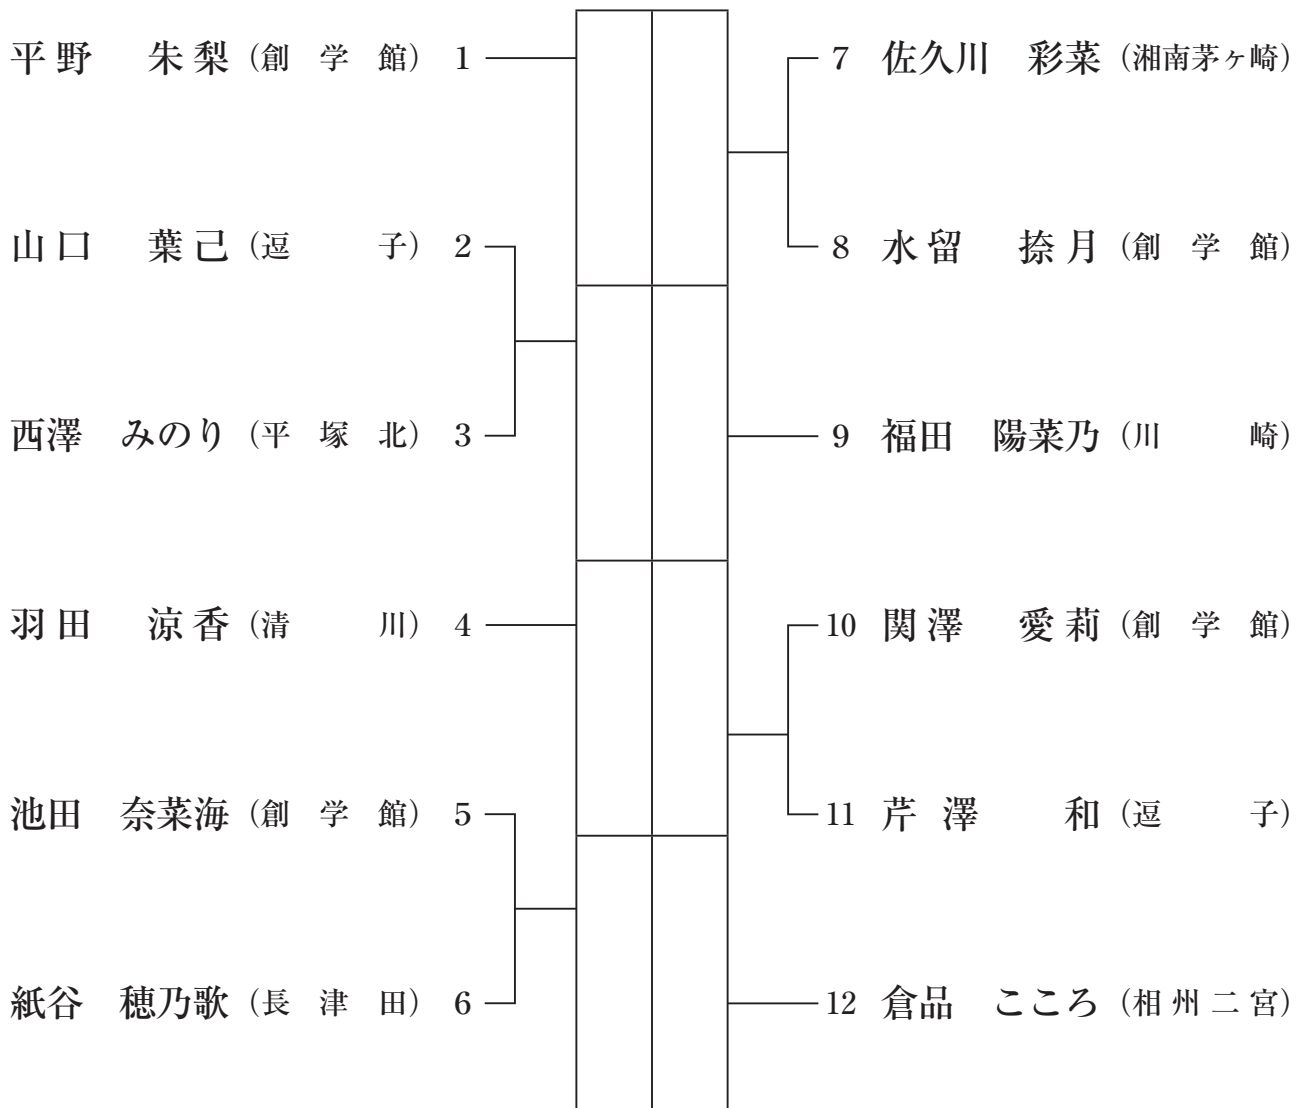 平野 朱梨 (創学館) 1
山口 葉己 (逗子) 2
西澤 みのり (平塚北) 3
羽田 涼香 (清川) 4
池田 奈菜海 (創学館) 5
紙谷 穂乃歌 (長津田) 6
7 佐久川 彩菜 (湘南茅ヶ崎)
8 水留 捺月 (創学館)
9 福田 陽菜乃 (川崎)
10 関澤 愛莉 (創学館)
11 芹澤 和 (逗子)
12 倉品 こころ (相州二宮)